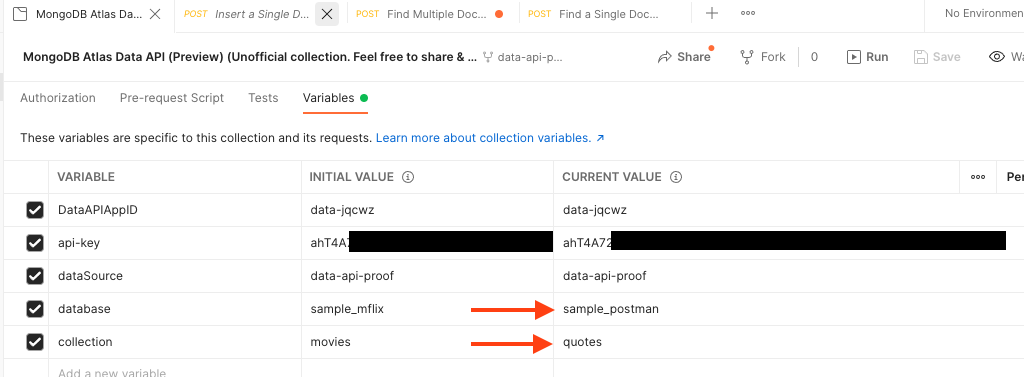 MongoDB Atlas Da... POST Insert a Single D... POST Find Multiple Doc... POST Find a Single Doc... No Environmen
MongoDB Atlas Data API (Preview) (Unofficial collection. Feel free to share & ... data-api-p... Share Fork 0 Run Save Wa
Authorization Pre-request Script Tests Variables
These variables are specific to this collection and its requests. Learn more about collection variables. ↗
VARIABLE INITIAL VALUE CURRENT VALUE Per
DataAPIAppID data-jqcwz data-jqcwz
api-key ahT4A7 ahT4A72
dataSource data-api-proof data-api-proof
database sample_mflix sample_postman
collection movies quotes
Add a new variable